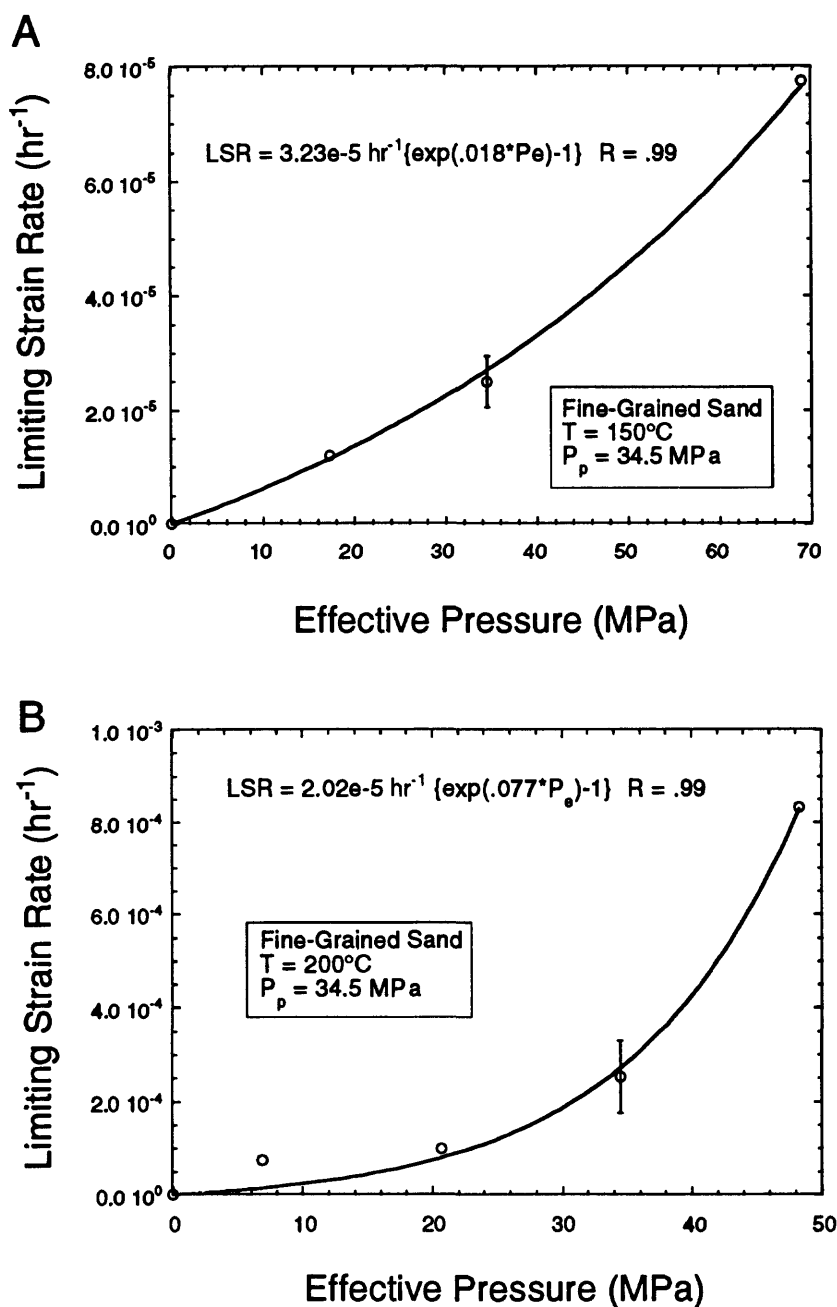 A
8.0 10⁻⁵
6.0 10⁻⁵
4.0 10⁻⁵
2.0 10⁻⁵
0.0 10⁰
Limiting Strain Rate (hr⁻¹)
LSR = 3.23e-5 hr⁻¹{exp(.018*Pe)-1} R = .99
Fine-Grained Sand
T = 150°C
Pₚ = 34.5 MPa
0 10 20 30 40 50 60 70
Effective Pressure (MPa)
B
1.0 10⁻³
8.0 10⁻⁴
6.0 10⁻⁴
4.0 10⁻⁴
2.0 10⁻⁴
0.0 10⁰
Limiting Strain Rate (hr⁻¹)
LSR = 2.02e-5 hr⁻¹ {exp(.077*Pₑ)-1} R = .99
Fine-Grained Sand
T = 200°C
Pₚ = 34.5 MPa
0 10 20 30 40 50
Effective Pressure (MPa)